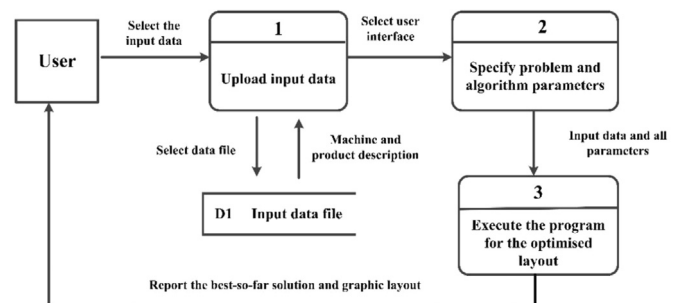 User
Select the
input data
1
Upload input data
Select user
interface
2
Specify problem and
algorithm parameters
Select data file
Machine and
product description
Input data and all
parameters
D1 Input data file
3
Execute the program
for the optimised
layout
Report the best-so-far solution and graphic layout